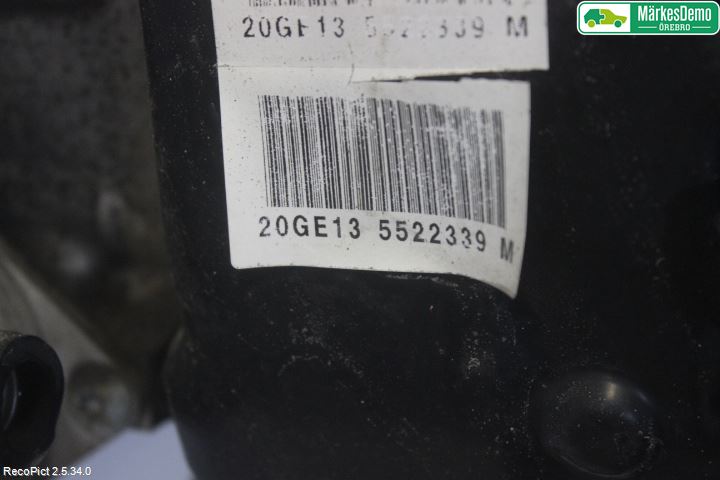 MärkesDemo
ÖREBRO
20GE13 5522339 M
20GE13 5522339 M
RecoPict 2.5.34.0